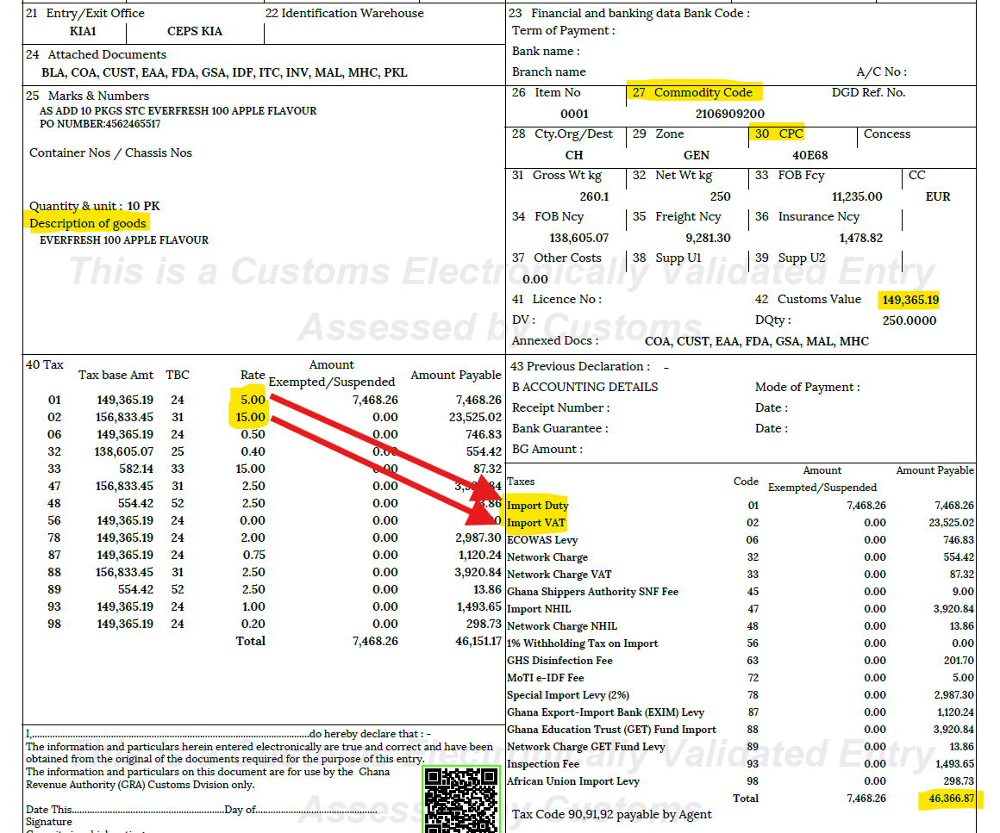 21 Entry/Exit Office
22 Identification Warehouse
KIA1
CEPS KIA
24 Attached Documents
BLA, COA, CUST, EAA, FDA, GSA, IDF, ITC, INV, MAL, MHC, PKL
25 Marks & Numbers
AS ADD 10 PKGS STC EVERFRESH 100 APPLE FLAVOUR
PO NUMBER:4562465517
Container Nos / Chassis Nos
Quantity & unit : 10 PK
Description of goods
EVERFRESH 100 APPLE FLAVOUR
23 Financial and banking data Bank Code :
Term of Payment :
Bank name :
Branch name A/C No :
26 Item No 27 Commodity Code DGD Ref. No.
0001 2106909200
28 Cty.Org/Dest 29 Zone 30 CPC Concess
CH GEN 40E68
31 Gross Wt kg 32 Net Wt kg 33 FOB Fcy CC
260.1 250 11,235.00 EUR
34 FOB Ncy 35 Freight Ncy 36 Insurance Ncy
138,605.07 9,281.30 1,478.82
37 Other Costs 38 Supp U1 39 Supp U2
0.00
41 Licence No : 42 Customs Value 149,365.19
DV : DQty : 250.0000
Annexed Docs : COA, CUST, EAA, FDA, GSA, MAL, MHC
This is a Customs Electronically Validated Entry
Assessed by Customs
40 Tax
Tax base Amt TBC Rate Amount Exempted/Suspended Amount Payable
01 149,365.19 24 5.00 7,468.26 7,468.26
02 156,833.45 31 15.00 0.00 23,525.02
06 149,365.19 24 0.50 0.00 746.83
32 138,605.07 25 0.40 0.00 554.42
33 582.14 33 15.00 0.00 87.32
47 156,833.45 31 2.50 0.00 84
48 554.42 52 2.50 0.00 86
56 149,365.19 24 0.00 0.00
78 149,365.19 24 2.00 0.00 2,987.30
87 149,365.19 24 0.75 0.00 1,120.24
88 156,833.45 31 2.50 0.00 3,920.84
89 554.42 52 2.50 0.00 13.86
93 149,365.19 24 1.00 0.00 1,493.65
98 149,365.19 24 0.20 0.00 298.73
Total 7,468.26 46,151.17
43 Previous Declaration : -
B ACCOUNTING DETAILS Mode of Payment :
Receipt Number : Date :
Bank Guarantee : Date :
BG Amount :
Taxes Code Amount Exempted/Suspended Amount Payable
Import Duty 01 7,468.26 7,468.26
Import VAT 02 0.00 23,525.02
ECOWAS Levy 06 0.00 746.83
Network Charge 32 0.00 554.42
Network Charge VAT 33 0.00 87.32
Ghana Shippers Authority SNF Fee 45 0.00 9.00
Import NHIL 47 0.00 3,920.84
Network Charge NHIL 48 0.00 13.86
1% Withholding Tax on Import 56 0.00 0.00
GHS Disinfection Fee 63 0.00 201.70
MoTI e-IDF Fee 72 0.00 5.00
Special Import Levy (2%) 78 0.00 2,987.30
Ghana Export-Import Bank (EXIM) Levy 87 0.00 1,120.24
Ghana Education Trust (GET) Fund Import 88 0.00 3,920.84
Network Charge GET Fund Levy 89 0.00 13.86
Inspection Fee 93 0.00 1,493.65
African Union Import Levy 98 0.00 298.73
Total 7,468.26 46,366.87
Tax Code 90,91,92 payable by Agent
I,..........................................................................................do hereby declare that : -
The information and particulars herein entered electronically are true and correct and have been
obtained from the original of the documents required for the purpose of this entry.
The information and particulars on this document are for use by the Ghana
Revenue Authority (GRA) Customs Dvision only.
Date This..................................................Day of........................................
Signature
This is a Customs Electronically Validated Entry
Assessed by Customs